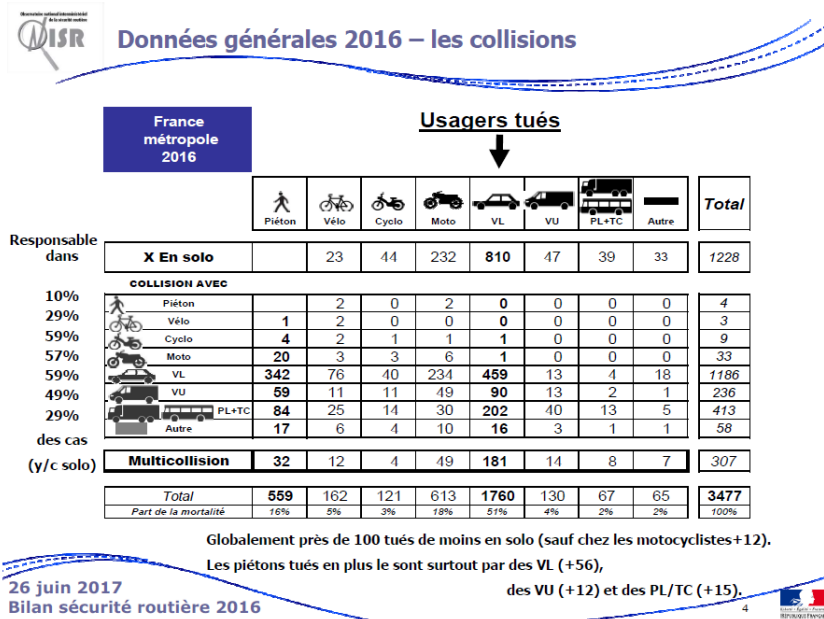 Observatoire national interministériel
de la sécurité routière
ONISR
Données générales 2016 – les collisions
France
métropole
2016
Usagers tués
Piéton Vélo Cyclo Moto VL VU PL+TC Autre Total
Responsable
dans
X En solo 23 44 232 810 47 39 33 1228
COLLISION AVEC
10% Piéton 2 0 2 0 0 0 0 4
29% Vélo 1 2 0 0 0 0 0 0 3
59% Cyclo 4 2 1 1 1 0 0 0 9
57% Moto 20 3 3 6 1 0 0 0 33
59% VL 342 76 40 234 459 13 4 18 1186
49% VU 59 11 11 49 90 13 2 1 236
29% PL+TC 84 25 14 30 202 40 13 5 413
Autre 17 6 4 10 16 3 1 1 58
des cas
(y/c solo) Multicollision 32 12 4 49 181 14 8 7 307
Total 559 162 121 613 1760 130 67 65 3477
Part de la mortalité 16% 5% 3% 18% 51% 4% 2% 2% 100%
Globalement près de 100 tués de moins en solo (sauf chez les motocyclistes+12).
Les piétons tués en plus le sont surtout par des VL (+56),
des VU (+12) et des PL/TC (+15).
26 juin 2017
Bilan sécurité routière 2016
4
RÉPUBLIQUE FRANÇAISE